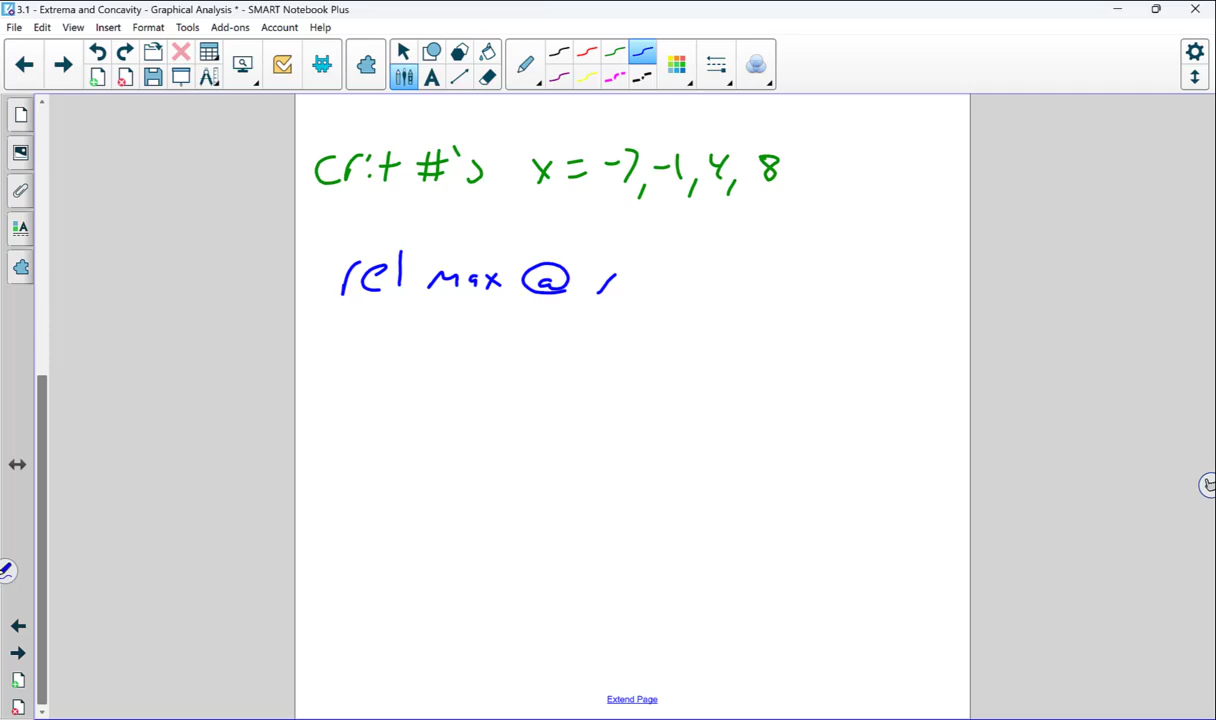 3.1 - Extrema and Concavity - Graphical Analysis * - SMART Notebook Plus
File Edit View Insert Format Tools Add-ons Account Help
crit #'s x = -7, -1, 4, 8
rel max @
Extend Page